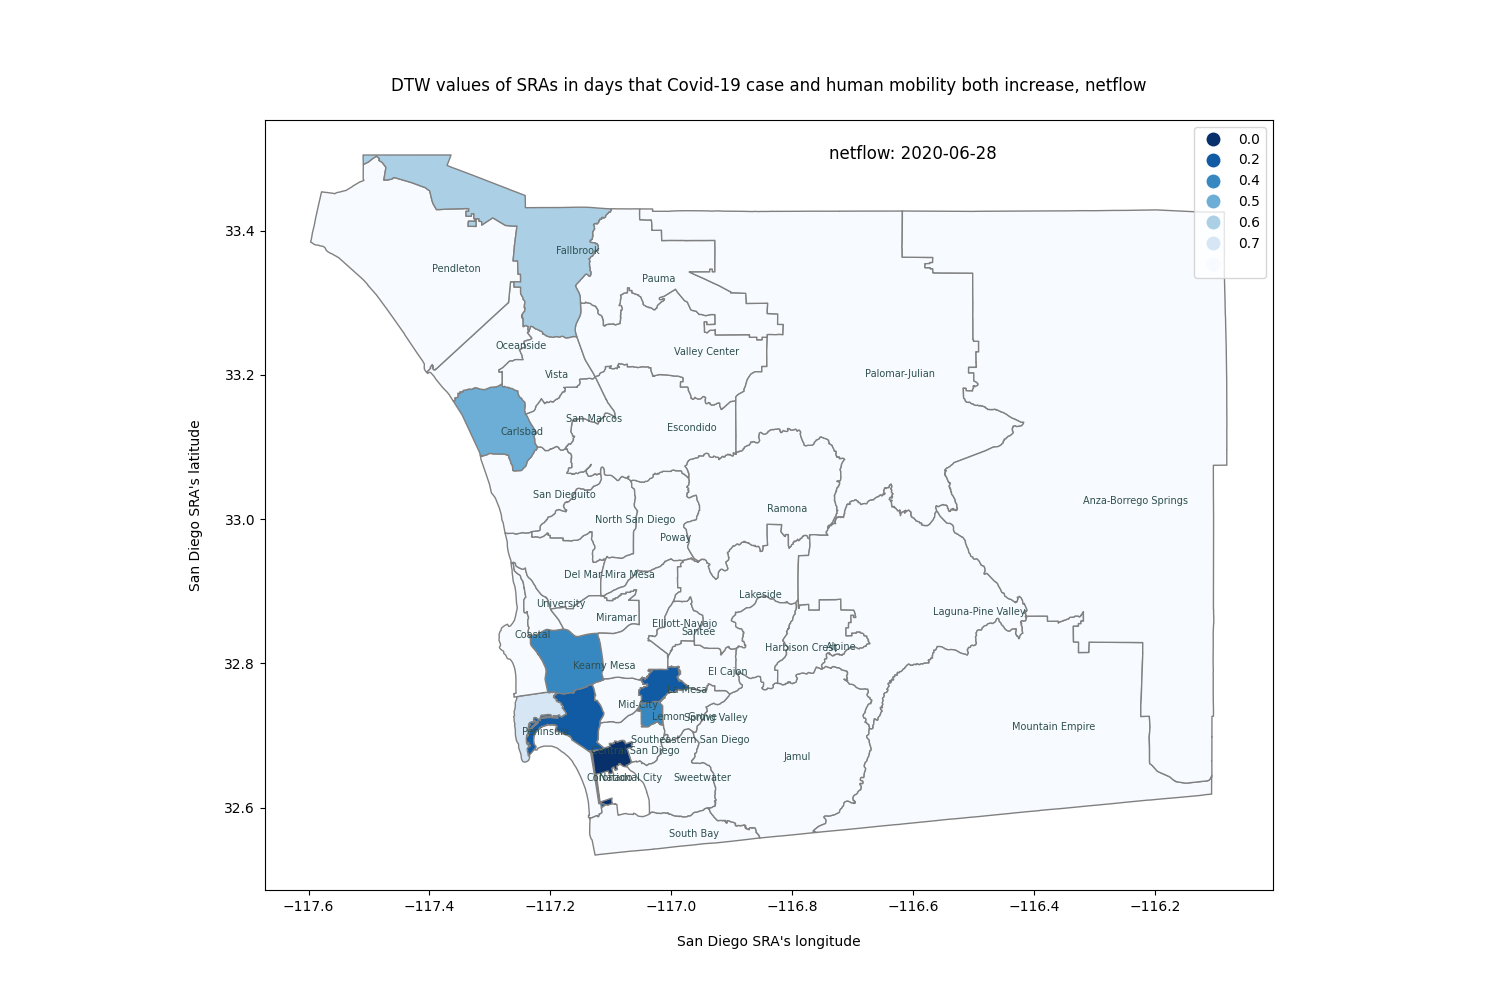 DTW values of SRAs in days that Covid-19 case and human mobility both increase, netflow
netflow: 2020-06-28
0.0
0.2
0.4
0.5
0.6
0.7
33.4
33.2
33.0
32.8
32.6
San Diego SRA's latitude
Fallbrook
Pendleton
Pauma
Oceanside
Valley Center
Vista
Palomar-Julian
San Marcos
Carlsbad
Escondido
San Dieguito
Anza-Borrego Springs
Ramona
North San Diego
Poway
Del Mar-Mira Mesa
Lakeside
University
Laguna-Pine Valley
Miramar
Elliott-Navajo
Santee
Coastal
Harbison Crest
Alpine
Kearny Mesa
El Cajon
La Mesa
Mid-City
Lemon Grove
Spring Valley
Mountain Empire
Peninsula
Southeastern San Diego
Central San Diego
Jamul
Coronado
National City
Sweetwater
South Bay
−117.6
−117.4
−117.2
−117.0
−116.8
−116.6
−116.4
−116.2
San Diego SRA's longitude